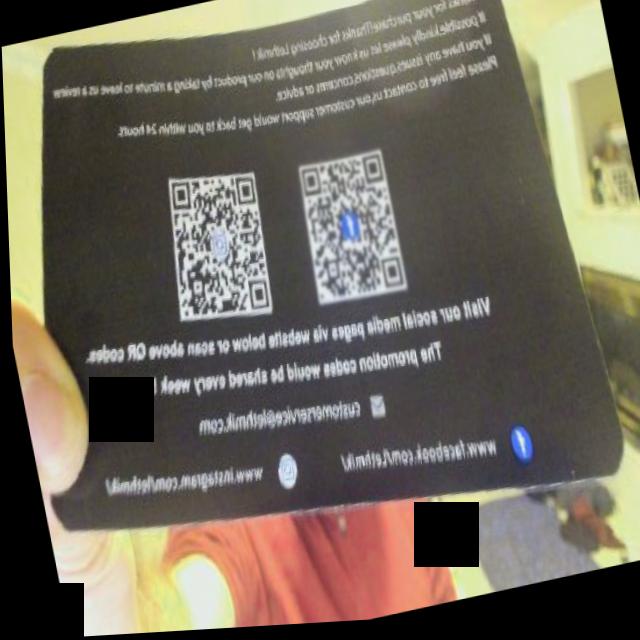 for your purchase!Thanks for choosing Lethmik !
If possible, kindly please let us know your thoughts on our product by taking a minute to leave us a review
If you have any issues,questions,concerns or advice.
Please feel free to contact us,our customer support would get back to you within 24 hours.
Visit our social media pages via website below or scan above QR codes.
The promotion codes would be shared every week !
customerservice@lethmik.com
www.facebook.com/Lethmik/
www.instagram.com/lethmik/